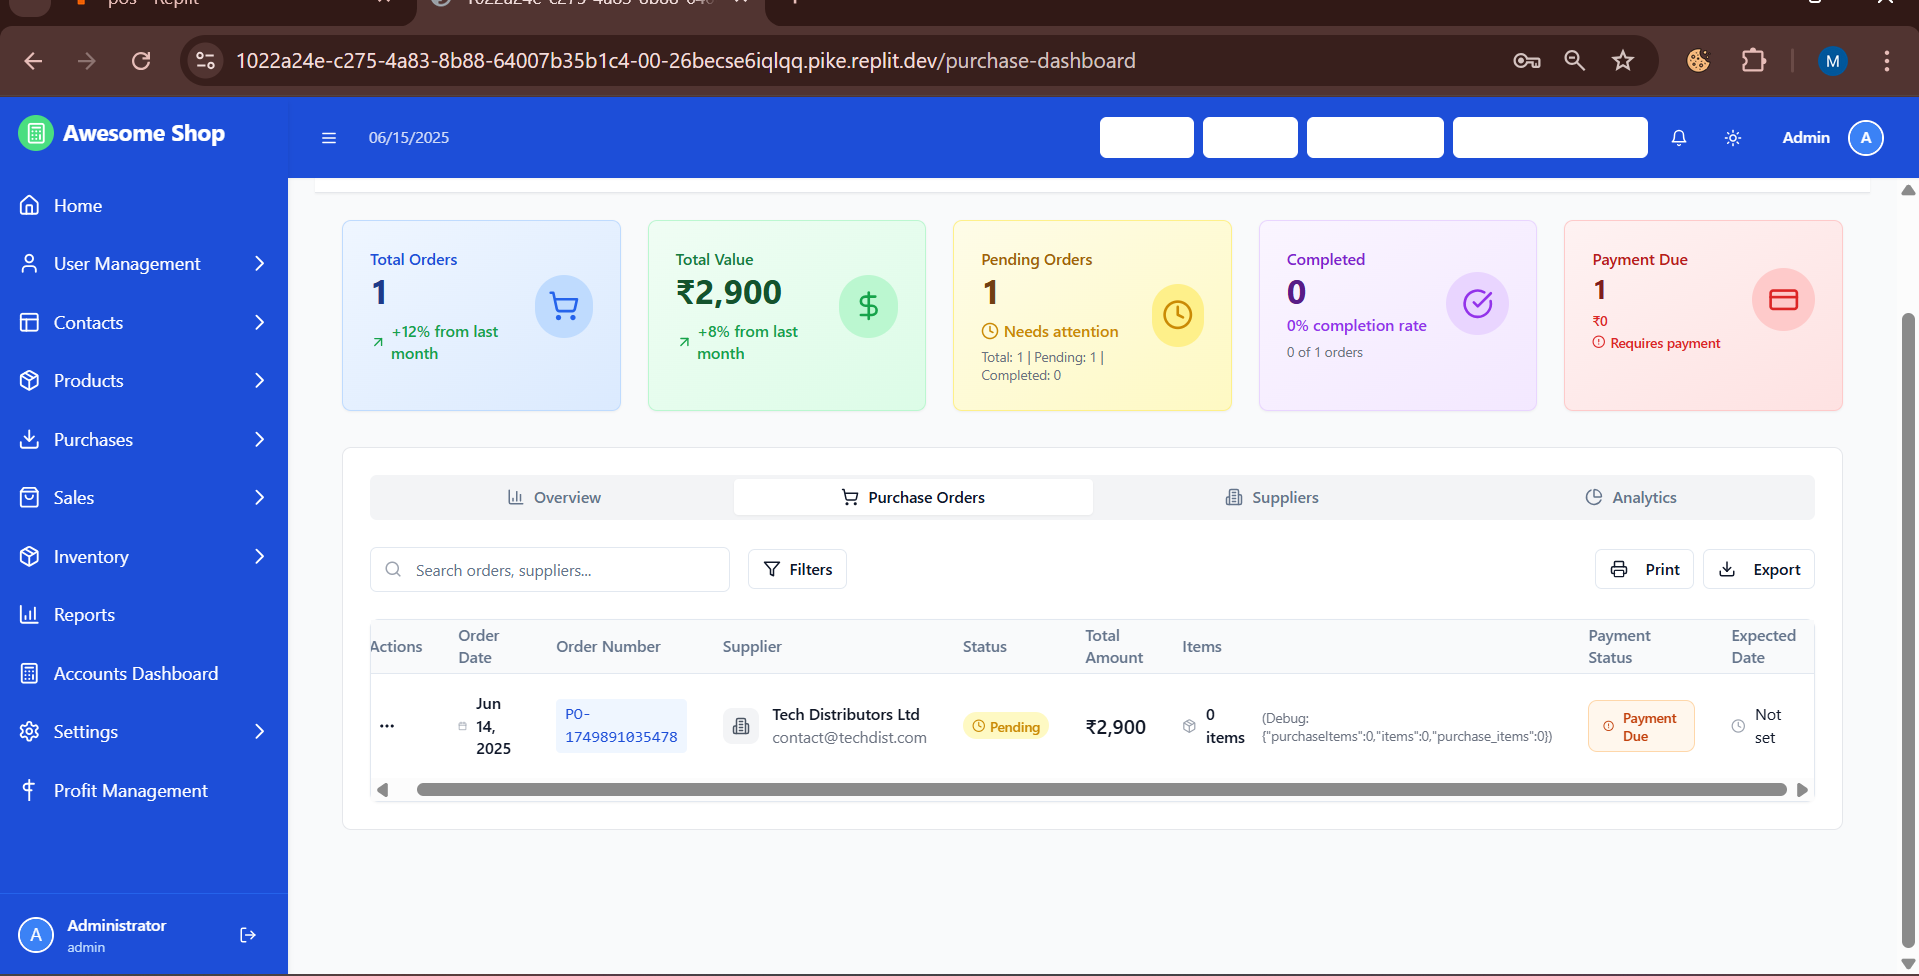 pos - Replit
1022a24e-c275-4a83-8b88-640
1022a24e-c275-4a83-8b88-64007b35b1c4-00-26becse6iqlqq.pike.replit.dev/purchase-dashboard
M
Awesome Shop
06/15/2025
Admin
A
Home
User Management
Contacts
Products
Purchases
Sales
Inventory
Reports
Accounts Dashboard
Settings
Profit Management
A
Administrator
admin
Total Orders
1
+12% from last
month
Total Value
₹2,900
+8% from last
month
Pending Orders
1
Needs attention
Total: 1 | Pending: 1 |
Completed: 0
Completed
0
0% completion rate
0 of 1 orders
Payment Due
1
₹0
Requires payment
Overview
Purchase Orders
Suppliers
Analytics
Search orders, suppliers...
Filters
Print
Export
Actions
Order
Date
Order Number
Supplier
Status
Total
Amount
Items
Payment
Status
Expected
Date
Jun
14,
2025
PO-
1749891035478
Tech Distributors Ltd
contact@techdist.com
Pending
₹2,900
0
items
(Debug:
{"purchaseItems":0,"items":0,"purchase_items":0})
Payment
Due
Not
set